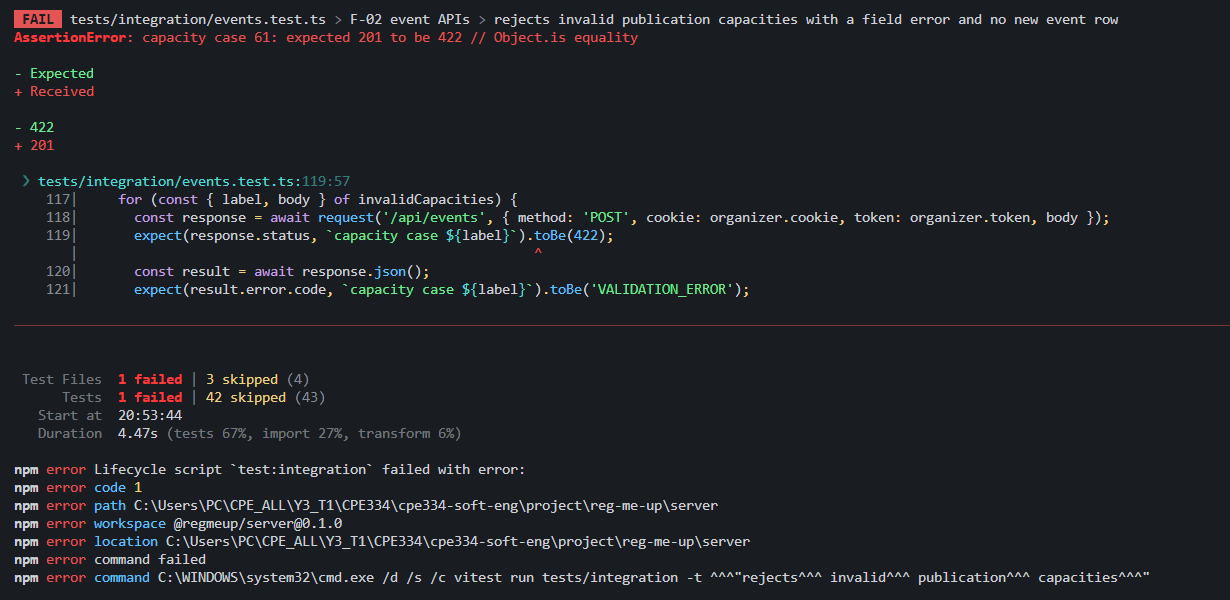 FAIL tests/integration/events.test.ts > F-02 event APIs > rejects invalid publication capacities with a field error and no new event row
AssertionError: capacity case 61: expected 201 to be 422 // Object.is equality
- Expected
+ Received
- 422
+ 201
❯ tests/integration/events.test.ts:119:57
117| for (const { label, body } of invalidCapacities) {
118| const response = await request('/api/events', { method: 'POST', cookie: organizer.cookie, token: organizer.token, body });
119| expect(response.status, `capacity case ${label}`).toBe(422);
| ^
120| const result = await response.json();
121| expect(result.error.code, `capacity case ${label}`).toBe('VALIDATION_ERROR');
Test Files 1 failed | 3 skipped (4)
Tests 1 failed | 42 skipped (43)
Start at 20:53:44
Duration 4.47s (tests 67%, import 27%, transform 6%)
npm error Lifecycle script `test:integration` failed with error:
npm error code 1
npm error path C:\Users\PC\CPE_ALL\Y3_T1\CPE334\cpe334-soft-eng\project\reg-me-up\server
npm error workspace @regmeup/server@0.1.0
npm error location C:\Users\PC\CPE_ALL\Y3_T1\CPE334\cpe334-soft-eng\project\reg-me-up\server
npm error command failed
npm error command C:\WINDOWS\system32\cmd.exe /d /s /c vitest run tests/integration -t ^^^"rejects^^^ invalid^^^ publication^^^ capacities^^^"